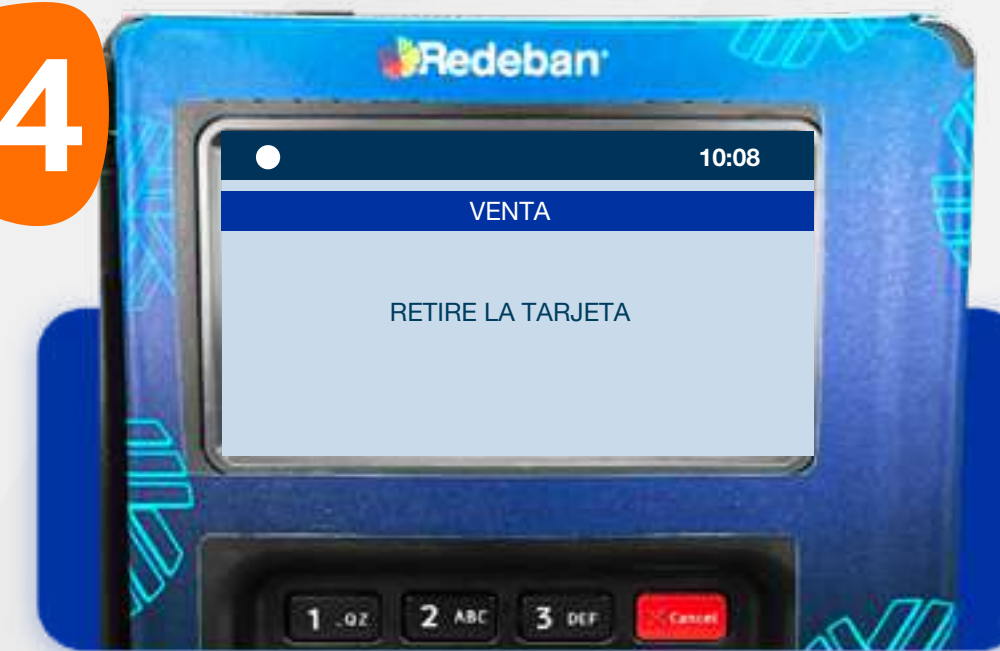 4
Redeban
10:08
VENTA
RETIRE LA TARJETA
1 .QZ 2 ABC 3 DEF Cancel